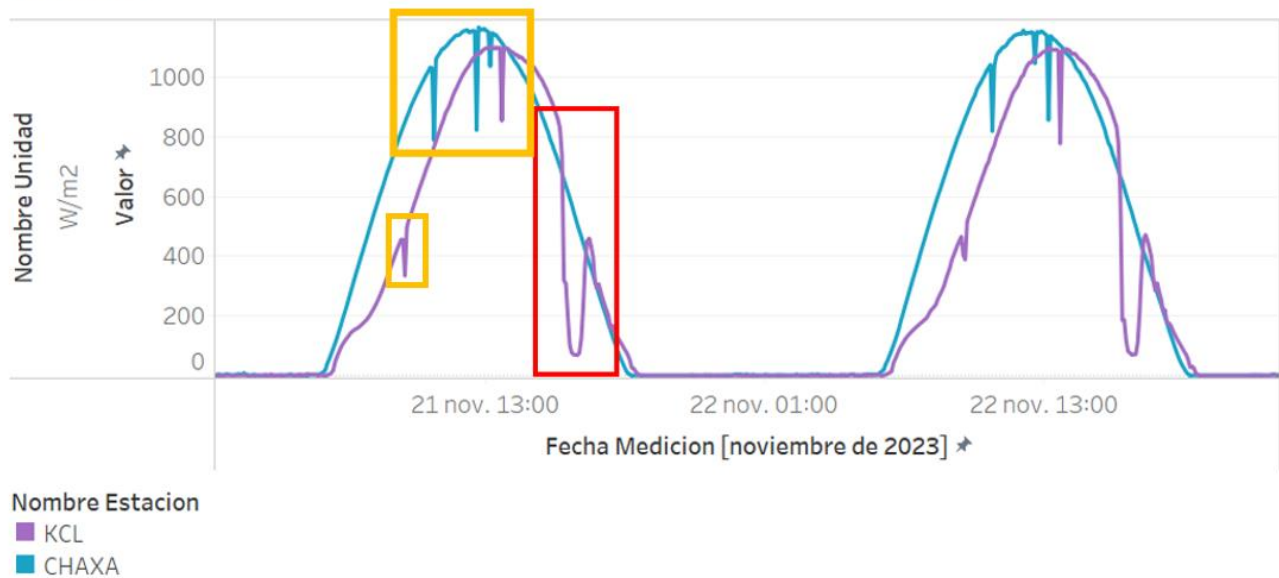 Nombre Unidad
W/m2
Valor
1000
800
600
400
200
0
21 nov. 13:00
22 nov. 01:00
22 nov. 13:00
Fecha Medicion [noviembre de 2023]
Nombre Estacion
KCL
CHAXA